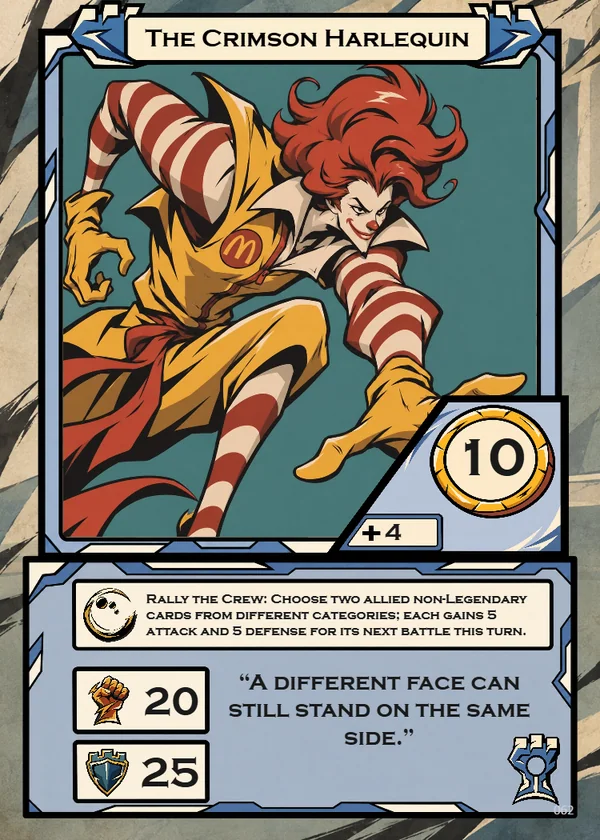 The Crimson Harlequin
M
10
+4
Rally the Crew: Choose two allied non-Legendary
cards from different categories; each gains 5
attack and 5 defense for its next battle this turn.
20
“A different face can
still stand on the same
side.”
25
062